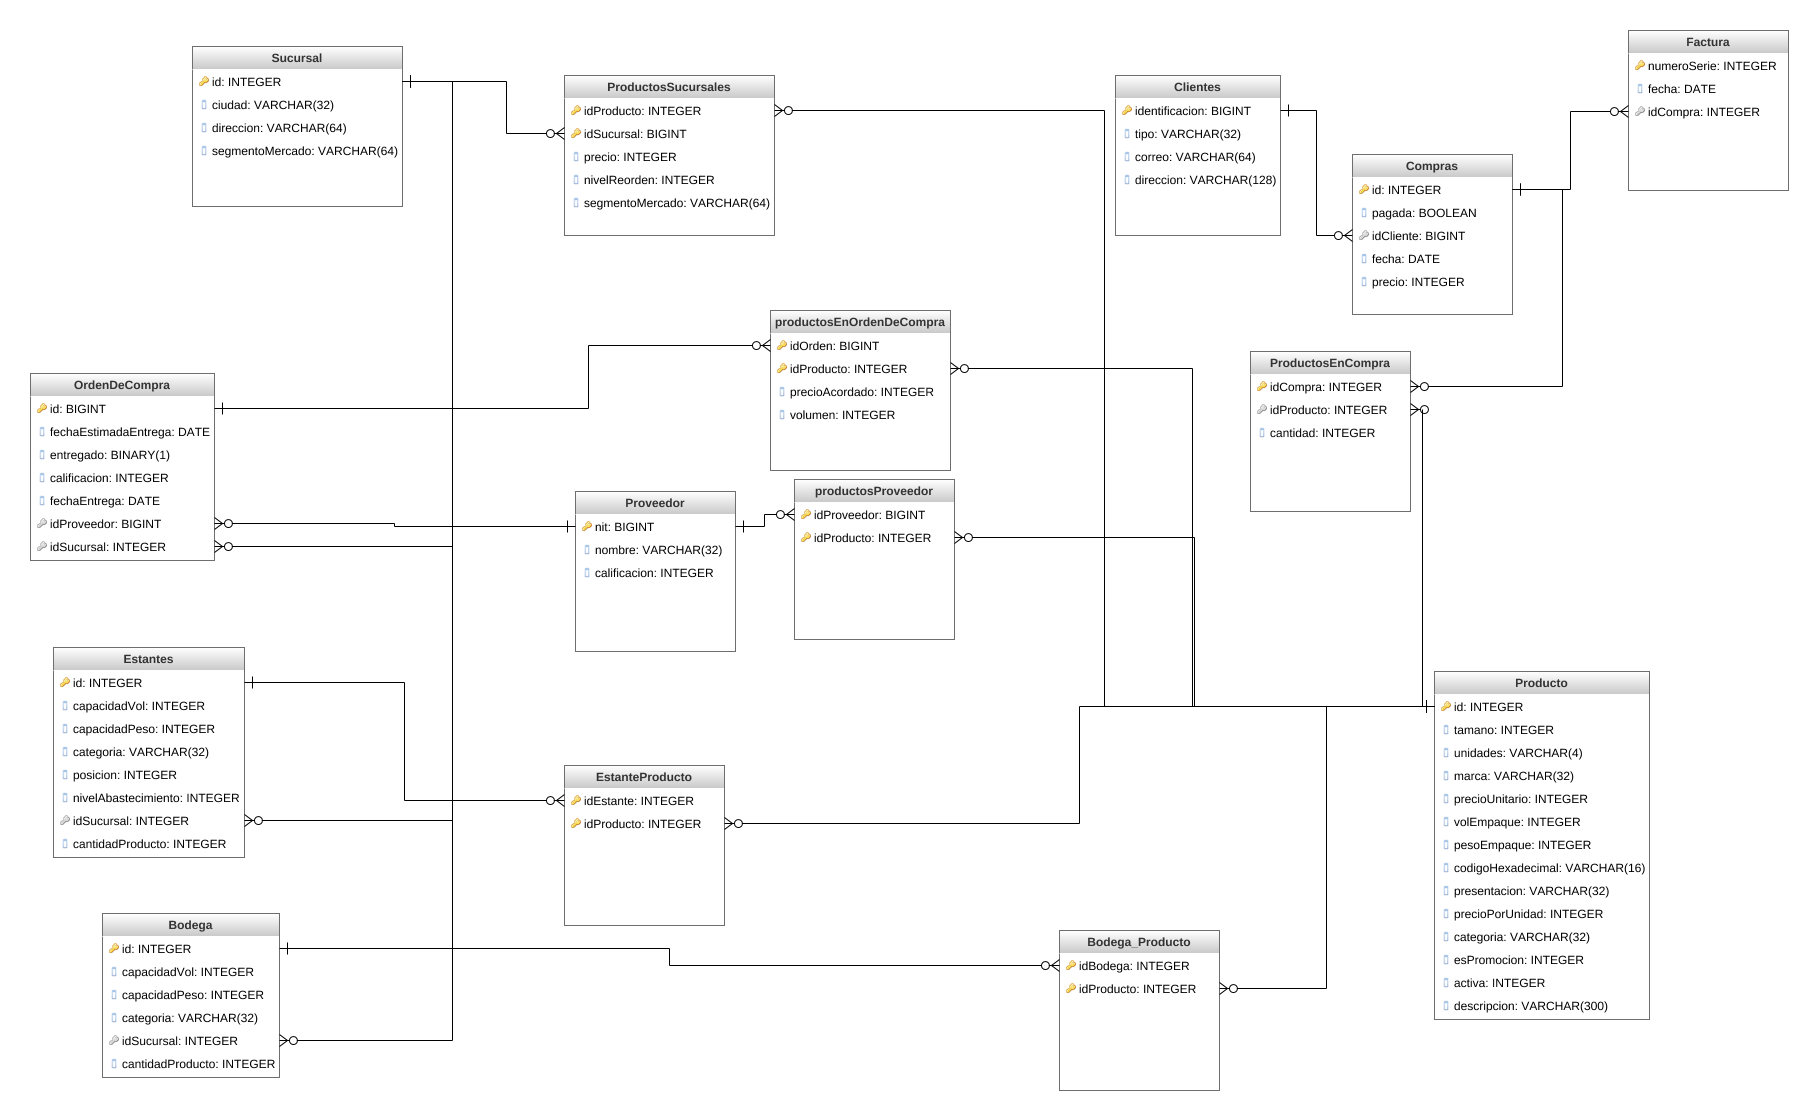 Sucursal
id: INTEGER
ciudad: VARCHAR(32)
direccion: VARCHAR(64)
segmentoMercado: VARCHAR(64)
ProductosSucursales
idProducto: INTEGER
idSucursal: BIGINT
precio: INTEGER
nivelReorden: INTEGER
segmentoMercado: VARCHAR(64)
Clientes
identificacion: BIGINT
tipo: VARCHAR(32)
correo: VARCHAR(64)
direccion: VARCHAR(128)
Factura
numeroSerie: INTEGER
fecha: DATE
idCompra: INTEGER
Compras
id: INTEGER
pagada: BOOLEAN
idCliente: BIGINT
fecha: DATE
precio: INTEGER
productosEnOrdenDeCompra
idOrden: BIGINT
idProducto: INTEGER
precioAcordado: INTEGER
volumen: INTEGER
ProductosEnCompra
idCompra: INTEGER
idProducto: INTEGER
cantidad: INTEGER
OrdenDeCompra
id: BIGINT
fechaEstimadaEntrega: DATE
entregado: BINARY(1)
calificacion: INTEGER
fechaEntrega: DATE
idProveedor: BIGINT
idSucursal: INTEGER
Proveedor
nit: BIGINT
nombre: VARCHAR(32)
calificacion: INTEGER
productosProveedor
idProveedor: BIGINT
idProducto: INTEGER
Estantes
id: INTEGER
capacidadVol: INTEGER
capacidadPeso: INTEGER
categoria: VARCHAR(32)
posicion: INTEGER
nivelAbastecimiento: INTEGER
idSucursal: INTEGER
cantidadProducto: INTEGER
EstanteProducto
idEstante: INTEGER
idProducto: INTEGER
Producto
id: INTEGER
tamano: INTEGER
unidades: VARCHAR(4)
marca: VARCHAR(32)
precioUnitario: INTEGER
volEmpaque: INTEGER
pesoEmpaque: INTEGER
codigoHexadecimal: VARCHAR(16)
presentacion: VARCHAR(32)
precioPorUnidad: INTEGER
categoria: VARCHAR(32)
esPromocion: INTEGER
activa: INTEGER
descripcion: VARCHAR(300)
Bodega
id: INTEGER
capacidadVol: INTEGER
capacidadPeso: INTEGER
categoria: VARCHAR(32)
idSucursal: INTEGER
cantidadProducto: INTEGER
Bodega_Producto
idBodega: INTEGER
idProducto: INTEGER